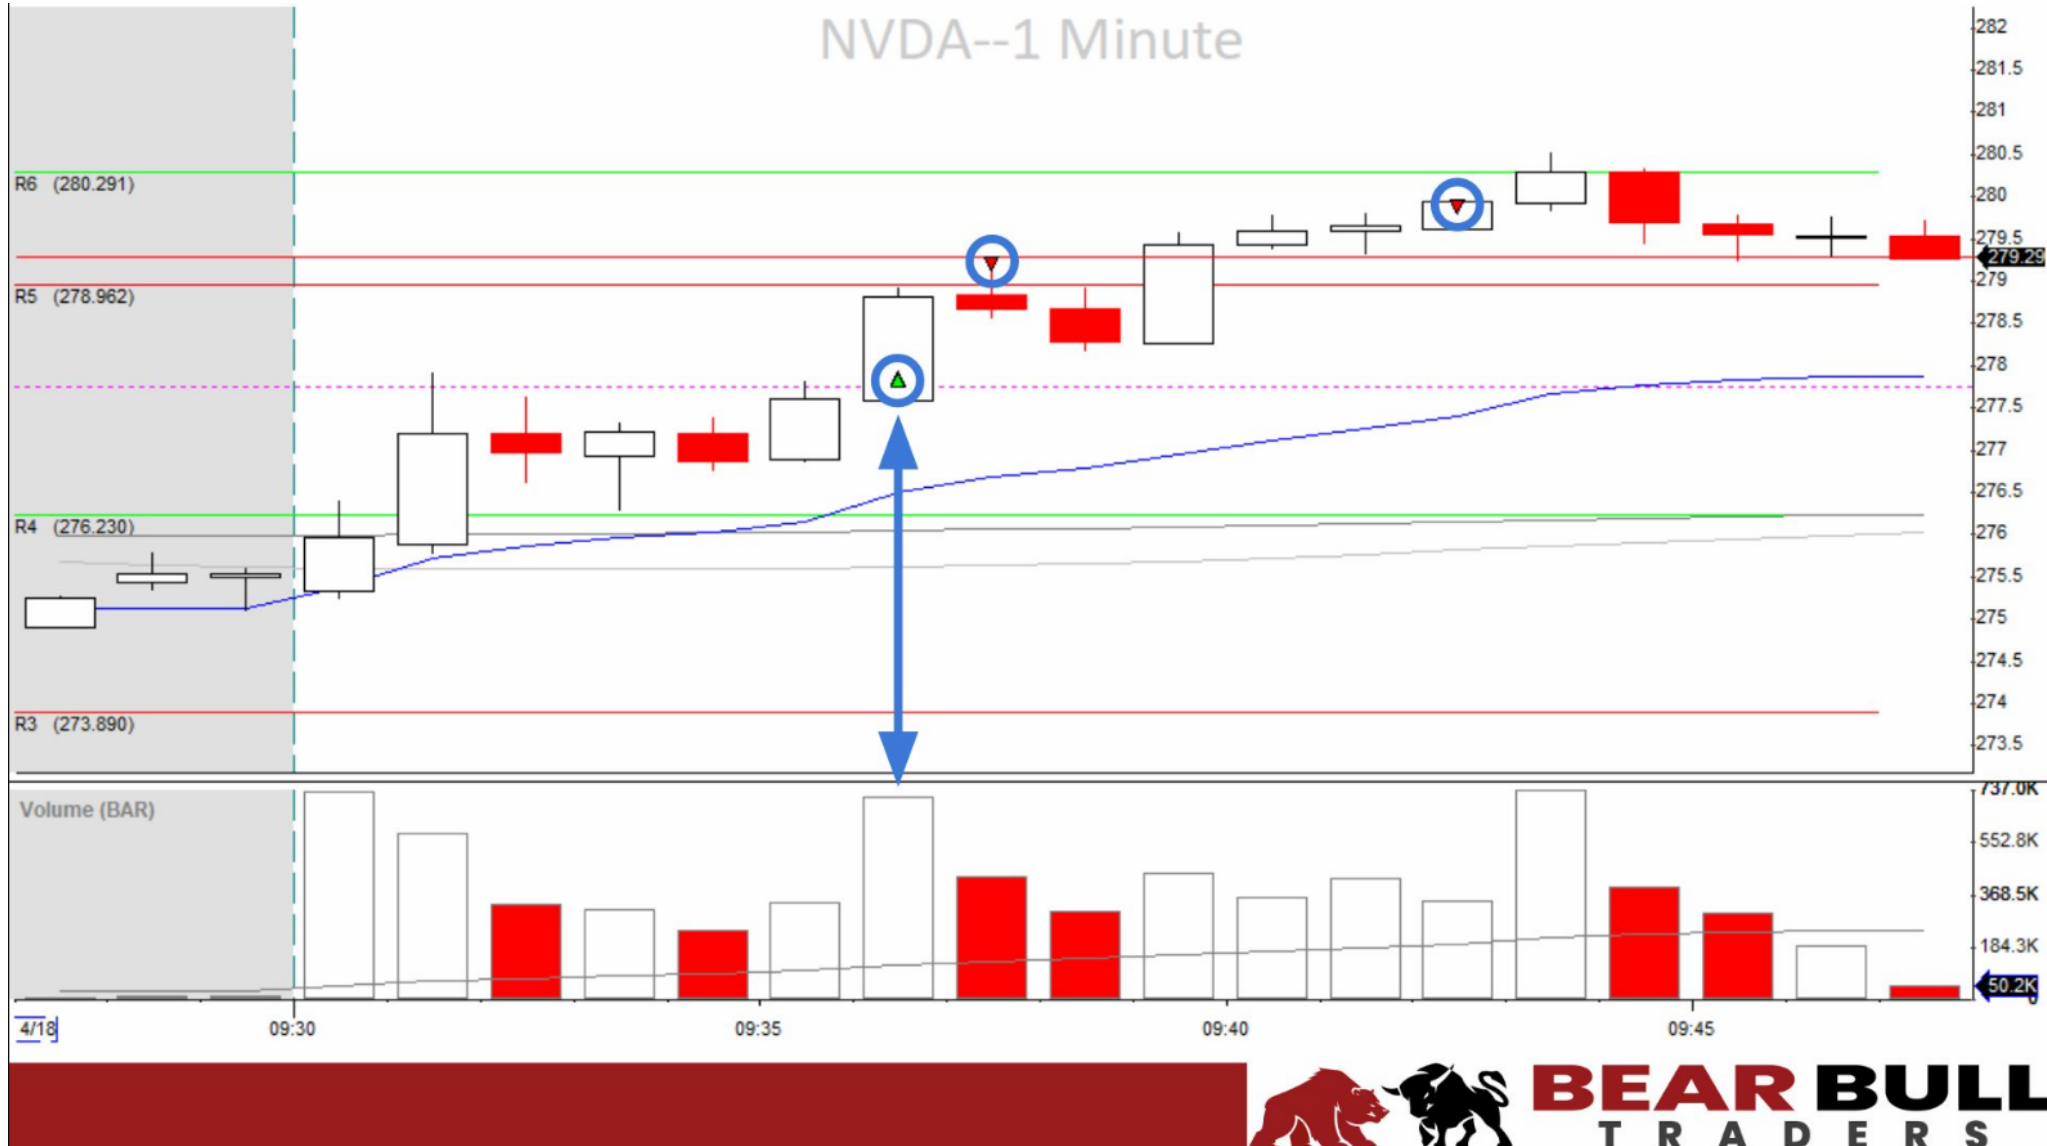 NVDA--1 Minute
282
281.5
281
280.5
R6 (280.291)
280
279.5
279.29
279
R5 (278.962)
278.5
278
277.5
277
276.5
R4 (276.230)
276
275.5
275
274.5
274
R3 (273.890)
273.5
737.0K
Volume (BAR)
552.8K
368.5K
184.3K
50.2K
0
4/18
09:30
09:35
09:40
09:45
BEAR BULL
TRADERS